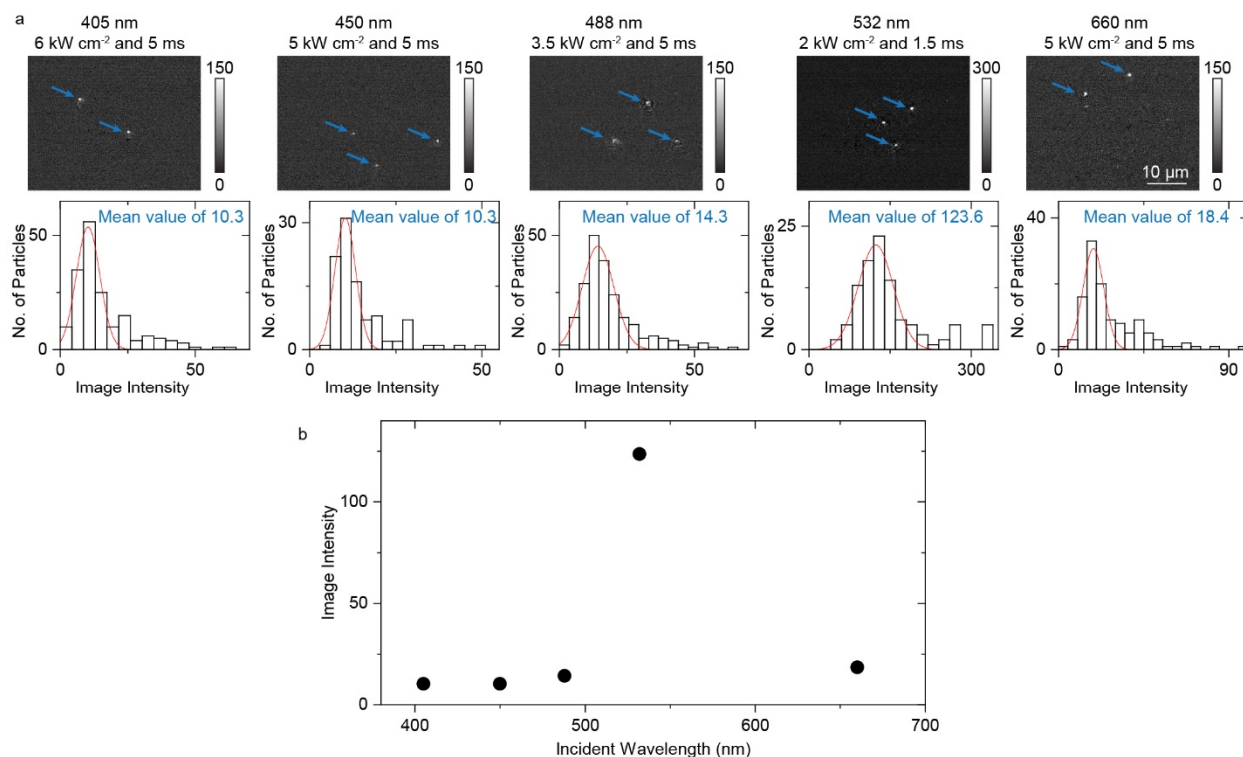 a
405 nm
6 kW cm⁻² and 5 ms
450 nm
5 kW cm⁻² and 5 ms
488 nm
3.5 kW cm⁻² and 5 ms
532 nm
2 kW cm⁻² and 1.5 ms
660 nm
5 kW cm⁻² and 5 ms
150
0
150
0
150
0
300
0
150
0
10 µm
Mean value of 10.3
No. of Particles
50
0
0
50
Image Intensity
Mean value of 10.3
No. of Particles
30
0
0
50
Image Intensity
Mean value of 14.3
No. of Particles
50
0
0
50
Image Intensity
Mean value of 123.6
No. of Particles
25
0
0
300
Image Intensity
Mean value of 18.4
No. of Particles
40
0
0
90
Image Intensity
b
Image Intensity
100
50
0
400
500
600
700
Incident Wavelength (nm)